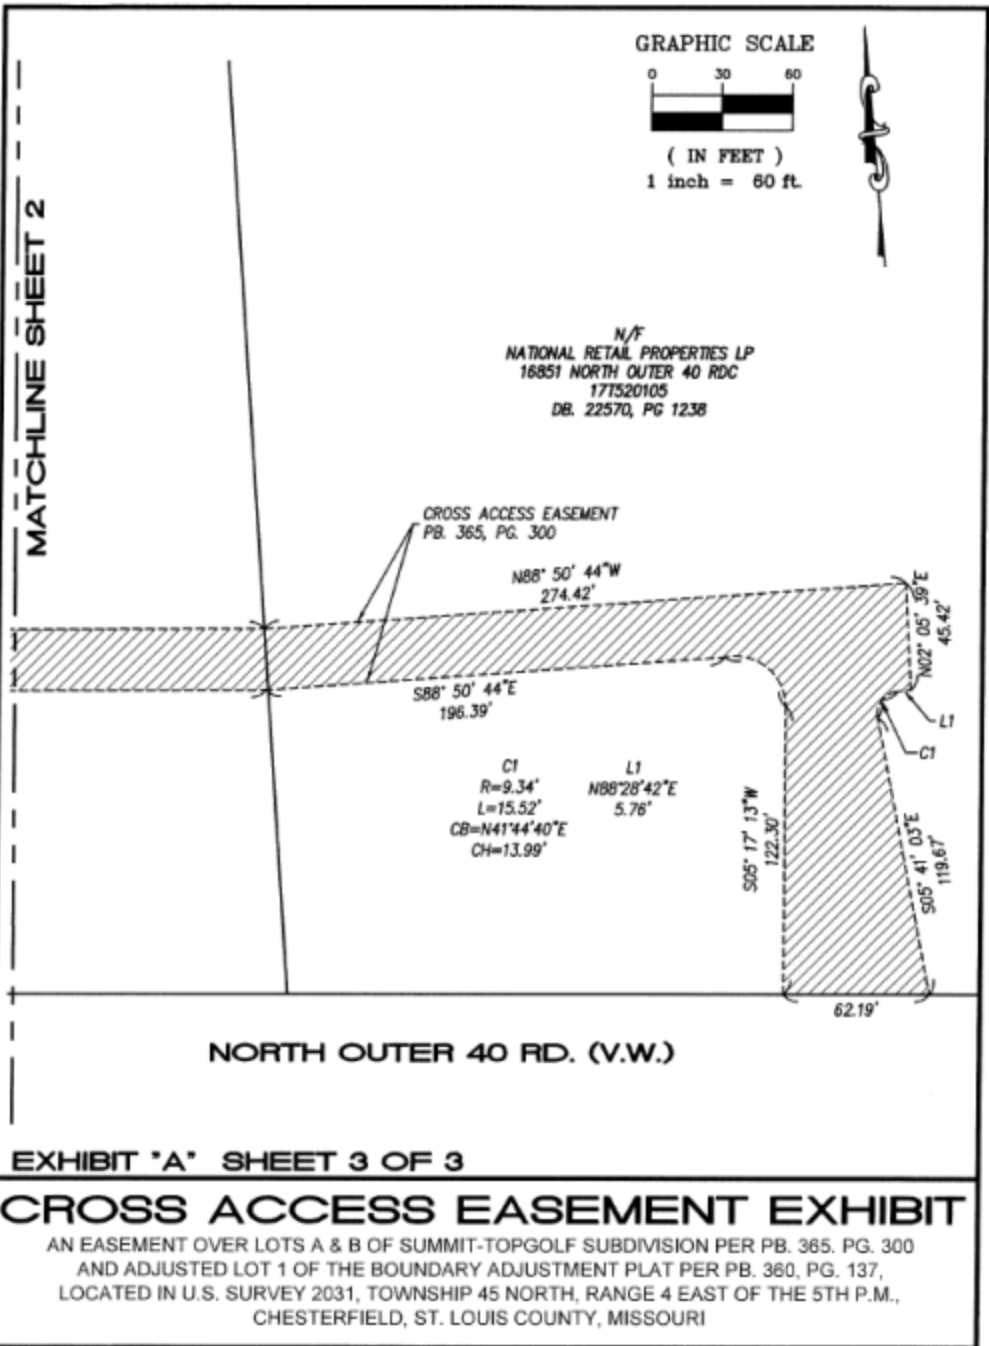 GRAPHIC SCALE
0 30 60
( IN FEET )
1 inch = 60 ft.
MATCHLINE SHEET 2
N/F
NATIONAL RETAIL PROPERTIES LP
16851 NORTH OUTER 40 RDC
17T520105
DB. 22570, PG 1238
CROSS ACCESS EASEMENT
PB. 365, PG. 300
N88° 50' 44"W
274.42'
N02° 05' 39"E
45.42'
S88° 50' 44"E
196.39'
L1
C1
C1
R=9.34'
L=15.52'
CB=N41°44'40"E
CH=13.99'
L1
N88°28'42"E
5.76'
S05° 17' 13"W
122.30'
S05° 41' 03"E
119.67'
62.19'
NORTH OUTER 40 RD. (V.W.)
EXHIBIT "A" SHEET 3 OF 3
CROSS ACCESS EASEMENT EXHIBIT
AN EASEMENT OVER LOTS A & B OF SUMMIT-TOPGOLF SUBDIVISION PER PB. 365. PG. 300
AND ADJUSTED LOT 1 OF THE BOUNDARY ADJUSTMENT PLAT PER PB. 360, PG. 137,
LOCATED IN U.S. SURVEY 2031, TOWNSHIP 45 NORTH, RANGE 4 EAST OF THE 5TH P.M.,
CHESTERFIELD, ST. LOUIS COUNTY, MISSOURI